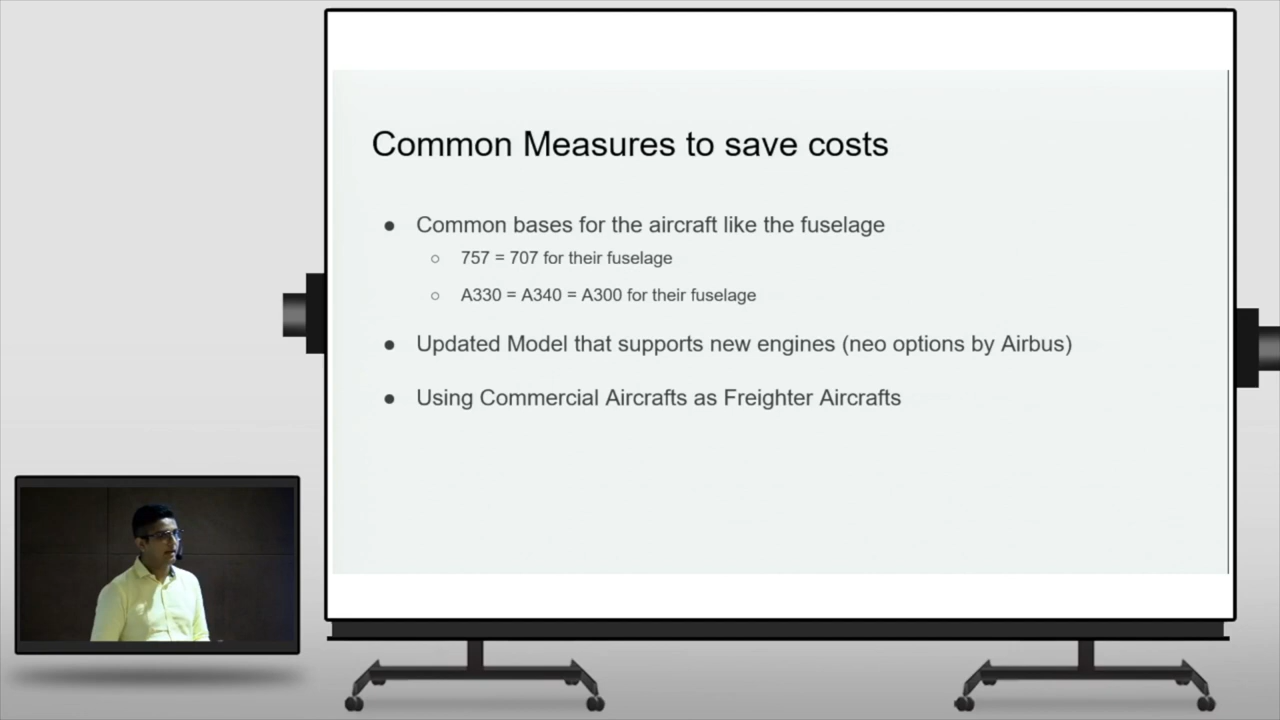 Common Measures to save costs
● Common bases for the aircraft like the fuselage
○ 757 = 707 for their fuselage
○ A330 = A340 = A300 for their fuselage
● Updated Model that supports new engines (neo options by Airbus)
● Using Commercial Aircrafts as Freighter Aircrafts